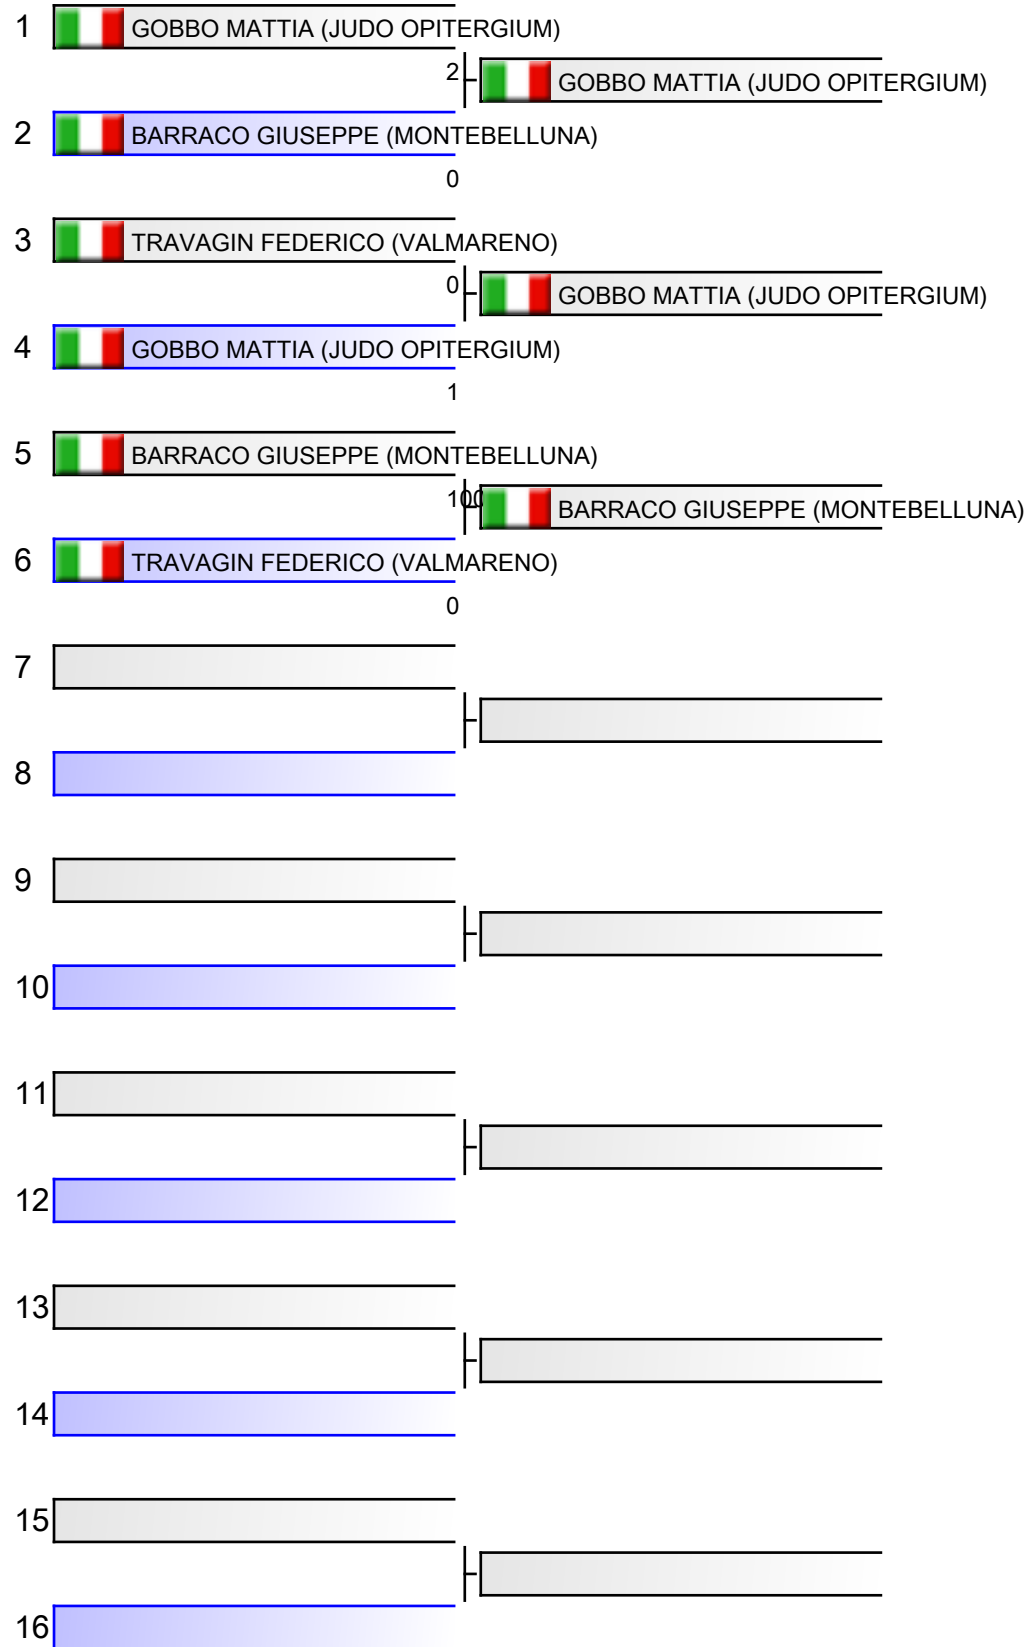 1 GOBBO MATTIA (JUDO OPITERGIUM)
2 GOBBO MATTIA (JUDO OPITERGIUM)
2 BARRACO GIUSEPPE (MONTEBELLUNA)
0
3 TRAVAGIN FEDERICO (VALMARENO)
0 GOBBO MATTIA (JUDO OPITERGIUM)
4 GOBBO MATTIA (JUDO OPITERGIUM)
1
5 BARRACO GIUSEPPE (MONTEBELLUNA)
100 BARRACO GIUSEPPE (MONTEBELLUNA)
6 TRAVAGIN FEDERICO (VALMARENO)
0
7
8
9
10
11
12
13
14
15
16